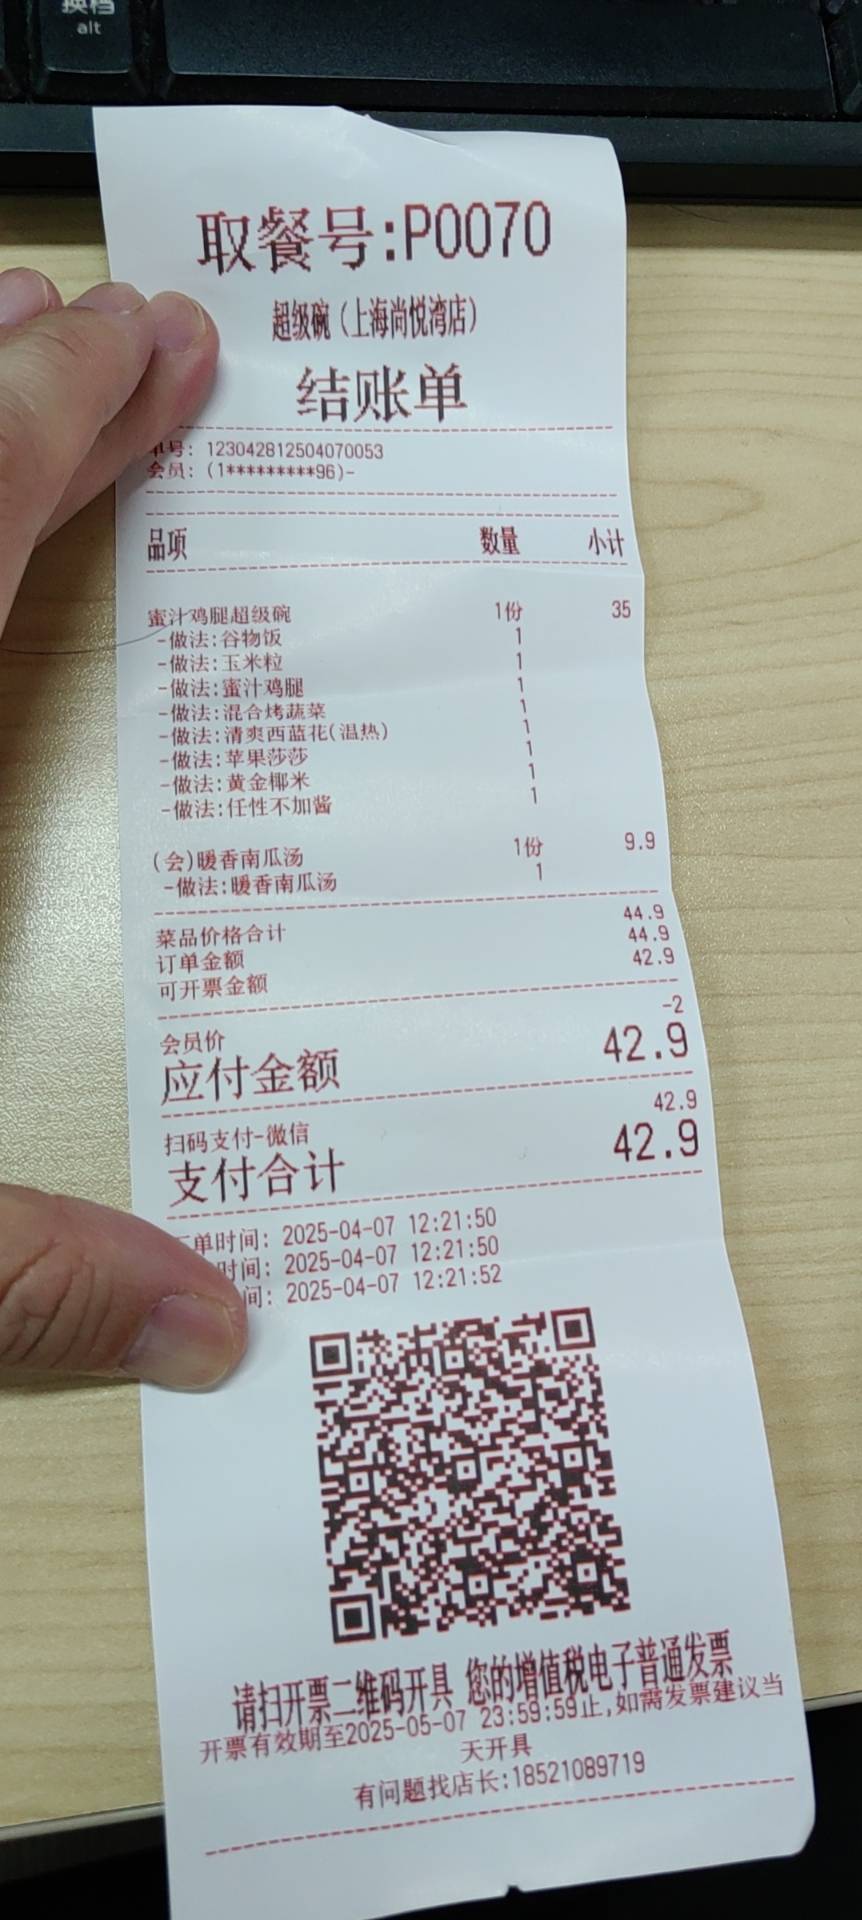 换档
alt
取餐号:P0070
超级碗（上海尚悦湾店）
结账单
单号: 123042812504070053
会员: (1*********96)-
品项 数量 小计
蜜汁鸡腿超级碗 1份 35
-做法:谷物饭 1
-做法:玉米粒 1
-做法:蜜汁鸡腿 1
-做法:混合烤蔬菜 1
-做法:清爽西蓝花(温热) 1
-做法:苹果莎莎 1
-做法:黄金椰米 1
-做法:任性不加酱 1
(会)暖香南瓜汤 1份 9.9
-做法:暖香南瓜汤 1
菜品价格合计 44.9
订单金额 44.9
可开票金额 42.9
会员价 -2
应付金额 42.9
扫码支付-微信 42.9
支付合计 42.9
下单时间: 2025-04-07 12:21:50
时间: 2025-04-07 12:21:50
间: 2025-04-07 12:21:52
请扫开票二维码开具 您的增值税电子普通发票
开票有效期至2025-05-07 23:59:59止,如需发票建议当
天开具
有问题找店长:18521089719